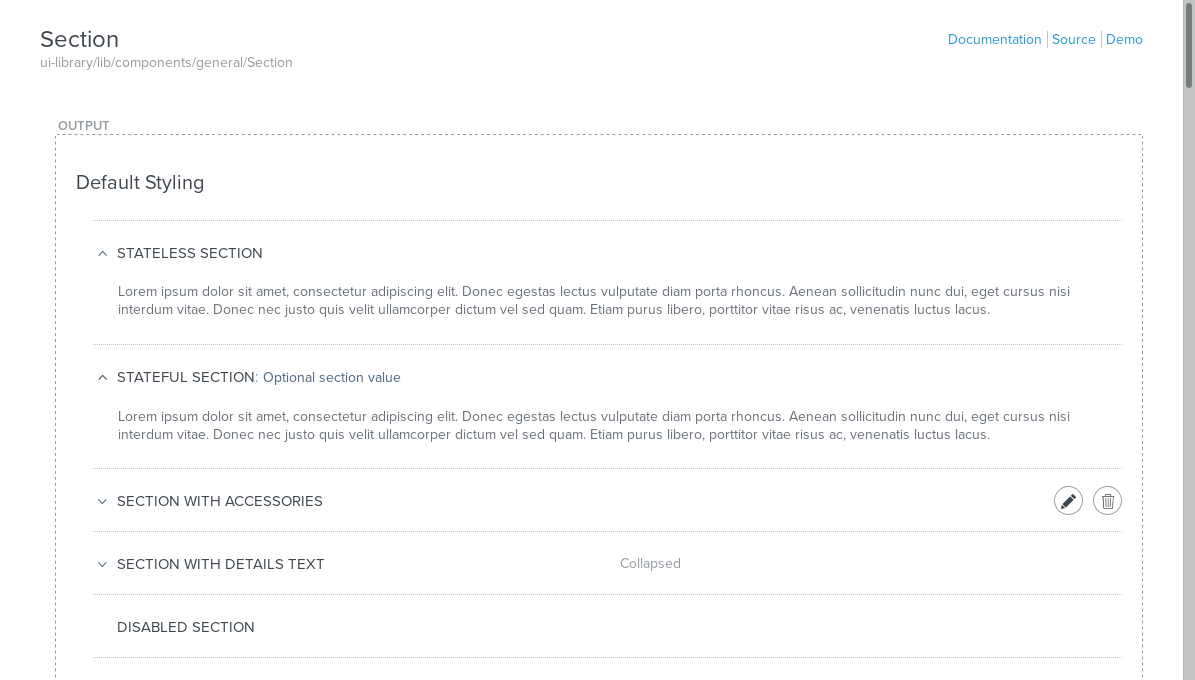 Section
Documentation Source Demo
ui-library/lib/components/general/Section
OUTPUT
Default Styling
STATELESS SECTION
Lorem ipsum dolor sit amet, consectetur adipiscing elit. Donec egestas lectus vulputate diam porta rhoncus. Aenean sollicitudin nunc dui, eget cursus nisi
interdum vitae. Donec nec justo quis velit ullamcorper dictum vel sed quam. Etiam purus libero, porttitor vitae risus ac, venenatis luctus lacus.
STATEFUL SECTION: Optional section value
Lorem ipsum dolor sit amet, consectetur adipiscing elit. Donec egestas lectus vulputate diam porta rhoncus. Aenean sollicitudin nunc dui, eget cursus nisi
interdum vitae. Donec nec justo quis velit ullamcorper dictum vel sed quam. Etiam purus libero, porttitor vitae risus ac, venenatis luctus lacus.
SECTION WITH ACCESSORIES
SECTION WITH DETAILS TEXT Collapsed
DISABLED SECTION